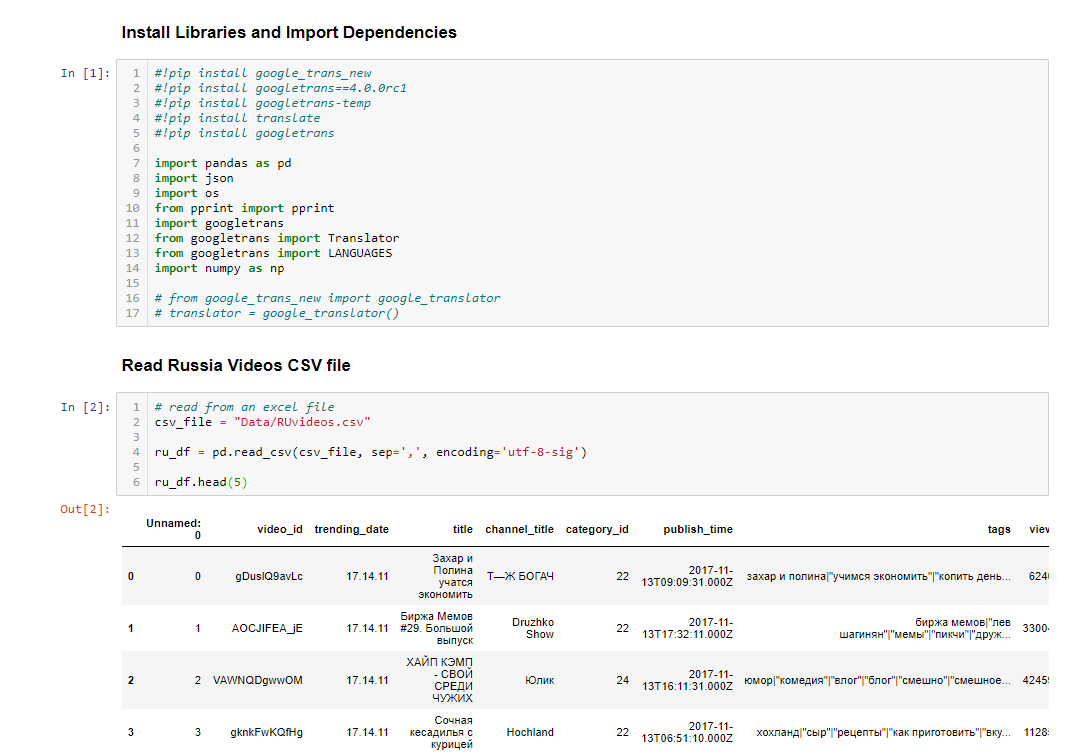 Install Libraries and Import Dependencies
In [1]:
1 #!pip install google_trans_new
2 #!pip install googletrans==4.0.0rc1
3 #!pip install googletrans-temp
4 #!pip install translate
5 #!pip install googletrans
6
7 import pandas as pd
8 import json
9 import os
10 from pprint import pprint
11 import googletrans
12 from googletrans import Translator
13 from googletrans import LANGUAGES
14 import numpy as np
15
16 # from google_trans_new import google_translator
17 # translator = google_translator()
Read Russia Videos CSV file
In [2]:
1 # read from an excel file
2 csv_file = "Data/RUvideos.csv"
3
4 ru_df = pd.read_csv(csv_file, sep=',', encoding='utf-8-sig')
5
6 ru_df.head(5)
Out[2]:
Unnamed: 0 video_id trending_date title channel_title category_id publish_time tags
0 0 gDuslQ9avLc 17.14.11 Захар и Полина учатся экономить Т—Ж БОГАЧ 22 2017-11-13T09:09:31.000Z захар и полина|"учимся экономить"|"копить день...
1 1 AOCJIFEA_jE 17.14.11 Биржа Мемов #29. Большой выпуск Druzhko Show 22 2017-11-13T17:32:11.000Z биржа мемов|"лев шагинян"|"мемы"|"пикчи"|"друж...
2 2 VAWNQDgwwOM 17.14.11 ХАЙП КЭМП - СВОЙ СРЕДИ ЧУЖИХ Юлик 24 2017-11-13T16:11:31.000Z юмор|"комедия"|"влог"|"блог"|"смешно"|"смешное...
3 3 gknkFwKQfHg 17.14.11 Сочная кесадилья с курицей Hochland 22 2017-11-13T06:51:10.000Z хохланд|"сыр"|"рецепты"|"как приготовить"|"вку...